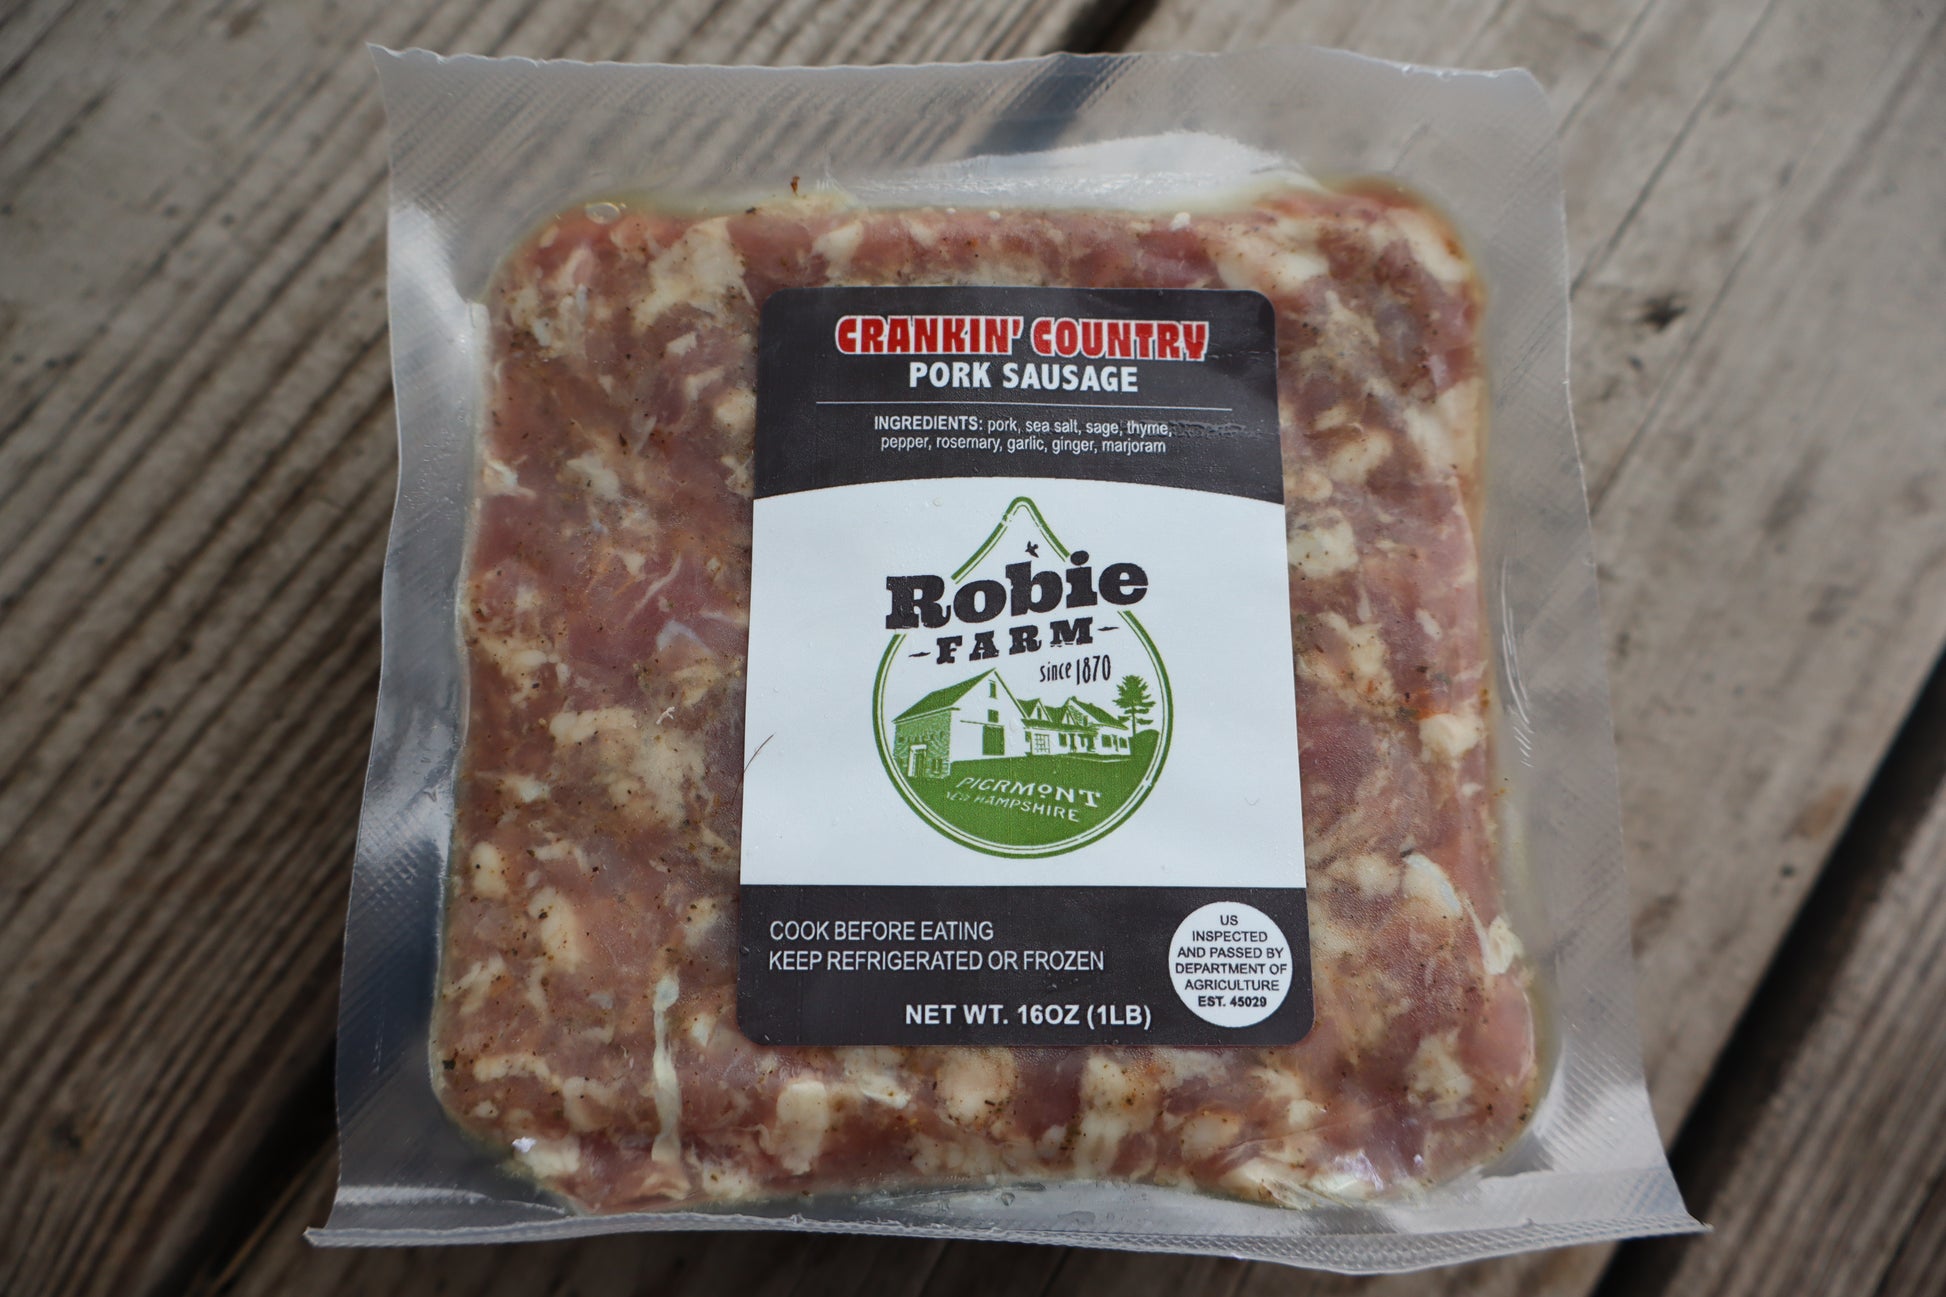 CRANKIN' COUNTRY
PORK SAUSAGE
INGREDIENTS: pork, sea salt, sage, thyme,
pepper, rosemary, garlic, ginger, marjoram
Robie
-FARM-
since 1870
PIERMONT
NEW HAMPSHIRE
COOK BEFORE EATING
KEEP REFRIGERATED OR FROZEN
NET WT. 16OZ (1LB)
US
INSPECTED
AND PASSED BY
DEPARTMENT OF
AGRICULTURE
EST. 45029